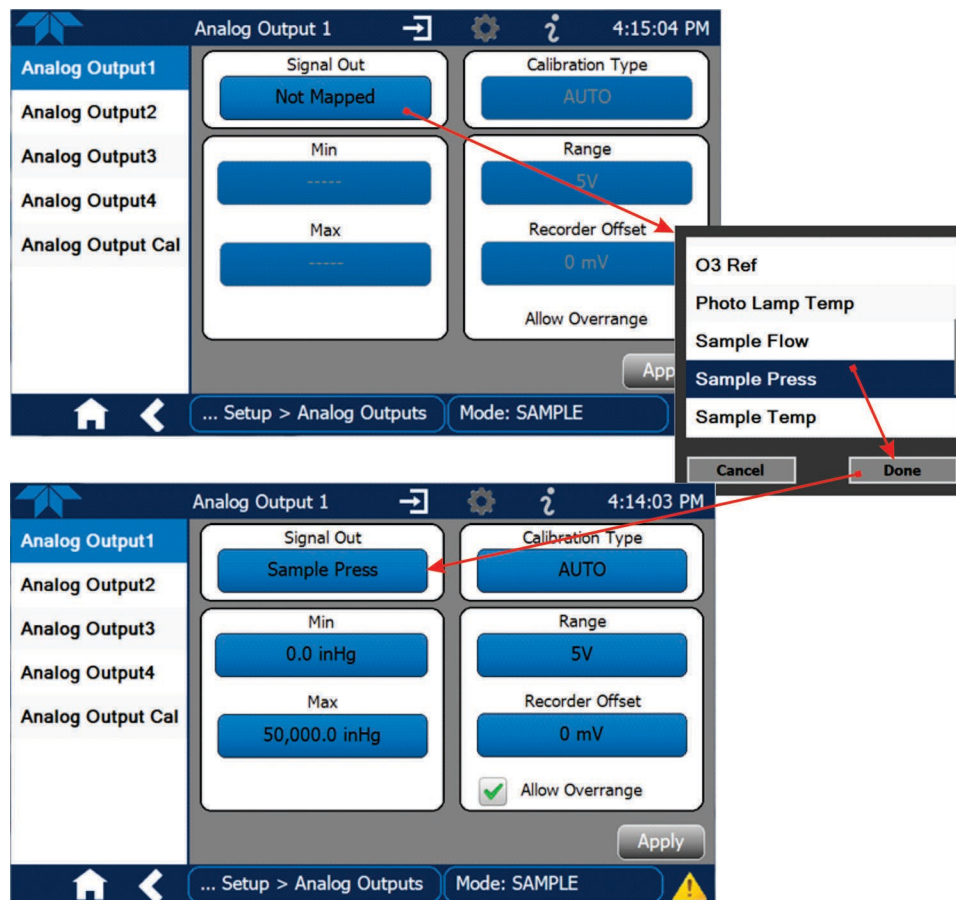 Analog Output 1
4:15:04 PM
Analog Output1
Analog Output2
Analog Output3
Analog Output4
Analog Output Cal
Signal Out
Not Mapped
Min
-----
Max
-----
Calibration Type
AUTO
Range
5V
Recorder Offset
0 mV
Allow Overrange
App
... Setup > Analog Outputs
Mode: SAMPLE
O3 Ref
Photo Lamp Temp
Sample Flow
Sample Press
Sample Temp
Cancel
Done
Analog Output 1
4:14:03 PM
Analog Output1
Analog Output2
Analog Output3
Analog Output4
Analog Output Cal
Signal Out
Sample Press
Min
0.0 inHg
Max
50,000.0 inHg
Calibration Type
AUTO
Range
5V
Recorder Offset
0 mV
Allow Overrange
Apply
... Setup > Analog Outputs
Mode: SAMPLE